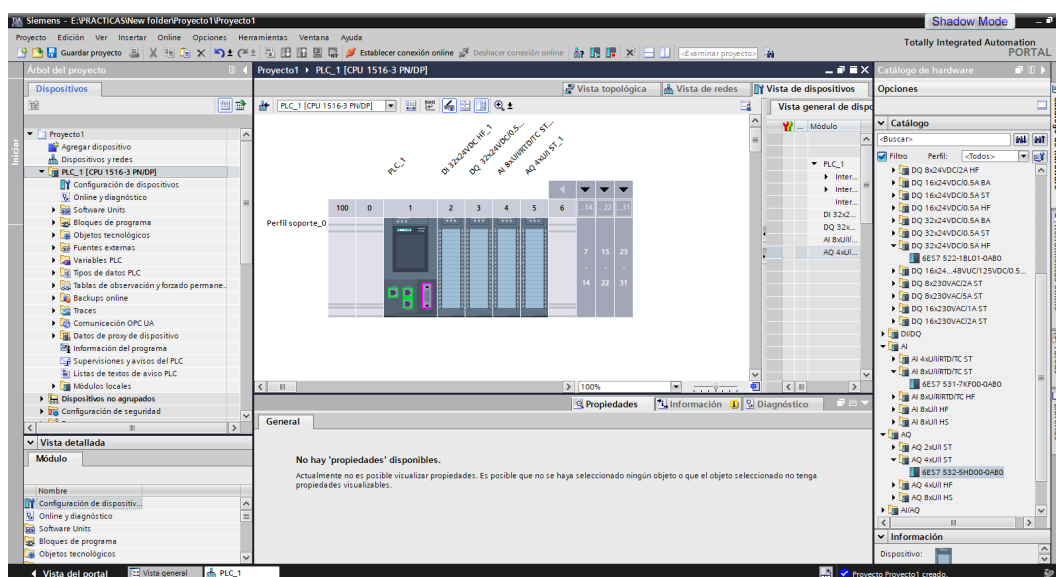 Siemens - E:\PRACTICAS\New folder\Proyecto1\Proyecto1
Shadow Mode
Proyecto Edición Ver Insertar Online Opciones Herramientas Ventana Ayuda
Totally Integrated Automation
PORTAL
Guardar proyecto
Establecer conexión online
Deshacer conexión online
<Examinar proyecto>
Árbol del proyecto
Dispositivos
Iniciar
Proyecto1
Agregar dispositivo
Dispositivos y redes
PLC_1 [CPU 1516-3 PN/DP]
Configuración de dispositivos
Online y diagnóstico
Software Units
Bloques de programa
Objetos tecnológicos
Fuentes externas
Variables PLC
Tipos de datos PLC
Tablas de observación y forzado permane...
Backups online
Traces
Comunicación OPC UA
Datos de proxy de dispositivo
Información del programa
Supervisiones y avisos del PLC
Listas de textos de aviso PLC
Módulos locales
Dispositivos no agrupados
Configuración de seguridad
Vista detallada
Módulo
Nombre
Configuración de dispositiv...
Online y diagnóstico
Software Units
Bloques de programa
Objetos tecnológicos
Proyecto1 PLC_1 [CPU 1516-3 PN/DP]
Vista topológica
Vista de redes
Vista de dispositivos
PLC_1 [CPU 1516-3 PN/DP]
PLC_1
DI 32x24VDC HF_1
DQ 32x24VDC/0.5...
AI 8xU/I/RTD/TC ST...
AQ 4xU/I ST_1
100 0 1 2 3 4 5 6 ...14 ...22 ...31
Perfil soporte_0
7 15 23
- - -
14 22 31
100%
Vista general de dispo
... Módulo
PLC_1
Inter...
Inter...
Inter...
DI 32x2...
DQ 32x...
AI 8xU/I/...
AQ 4xU/...
Propiedades
Información
Diagnóstico
General
No hay 'propiedades' disponibles.
Actualmente no es posible visualizar propiedades. Es posible que no se haya seleccionado ningún objeto o que el objeto seleccionado no tenga
propiedades visualizables.
Catálogo de hardware
Opciones
Catálogo
<Buscar>
Filtro Perfil: <Todos>
DQ 8x24VDC/2A HF
DQ 16x24VDC/0.5A BA
DQ 16x24VDC/0.5A ST
DQ 16x24VDC/0.5A HF
DQ 32x24VDC/0.5A BA
DQ 32x24VDC/0.5A ST
DQ 32x24VDC/0.5A HF
6ES7 522-1BL01-0AB0
DQ 16x24...48VUC/125VDC/0.5...
DQ 8x230VAC/2A ST
DQ 8x230VAC/5A ST
DQ 16x230VAC/1A ST
DQ 16x230VAC/2A ST
DI/DQ
AI
AI 4xU/I/RTD/TC ST
AI 8xU/I/RTD/TC ST
6ES7 531-7KF00-0AB0
AI 8xU/R/RTD/TC HF
AI 8xU/I HF
AI 8xU/I HS
AQ
AQ 2xU/I ST
AQ 4xU/I ST
6ES7 532-5HD00-0AB0
AQ 4xU/I HF
AQ 8xU/I HS
AI/AQ
Información
Dispositivo:
Vista del portal
Vista general
PLC_1
Proyecto Proyecto1 creado.